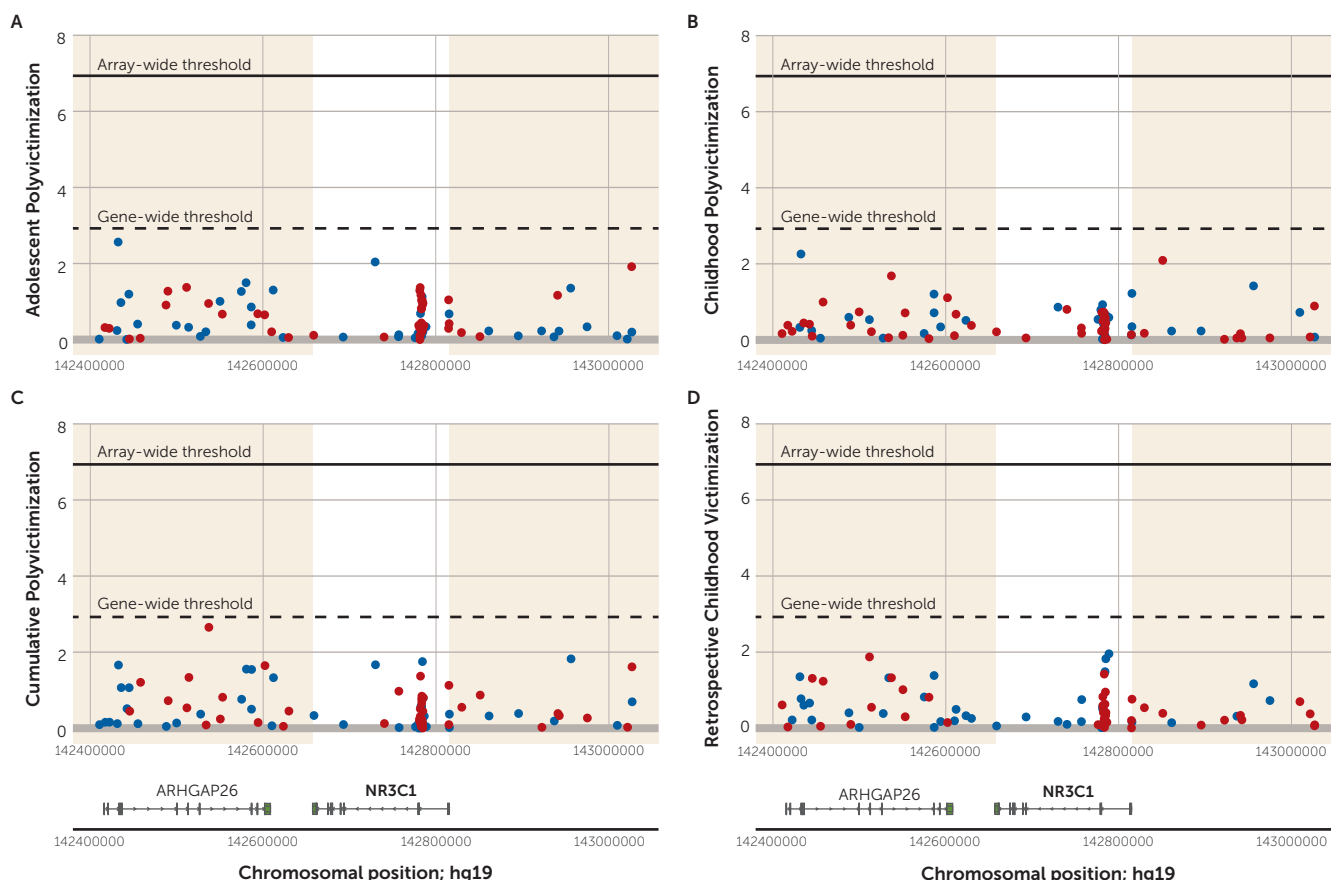 A
Adolescent Polyvictimization
8
Array-wide threshold
6
4
Gene-wide threshold
2
0
142400000 142600000 142800000 143000000
B
Childhood Polyvictimization
8
Array-wide threshold
6
4
Gene-wide threshold
2
0
142400000 142600000 142800000 143000000
C
Cumulative Polyvictimization
8
Array-wide threshold
6
4
Gene-wide threshold
2
0
142400000 142600000 142800000 143000000
D
Retrospective Childhood Victimization
8
Array-wide threshold
6
4
Gene-wide threshold
2
0
142400000 142600000 142800000 143000000
ARHGAP26 NR3C1
142400000 142600000 142800000 143000000
Chromosomal position; hg19
ARHGAP26 NR3C1
142400000 142600000 142800000 143000000
Chromosomal position; hg19